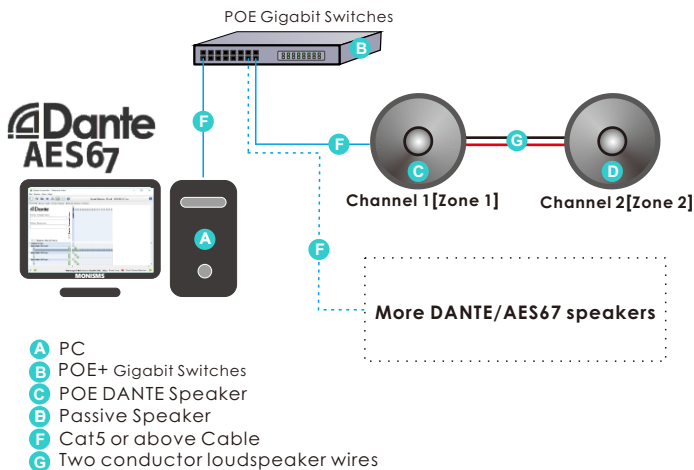 POE Gigabit Switches
B
Dante
AES67
F
F
G
C
D
Channel 1[Zone 1]
Channel 2[Zone 2]
Dante
A
F
MONISMS
More DANTE/AES67 speakers
A PC
B POE+ Gigabit Switches
C POE DANTE Speaker
D Passive Speaker
F Cat5 or above Cable
G Two conductor loudspeaker wires